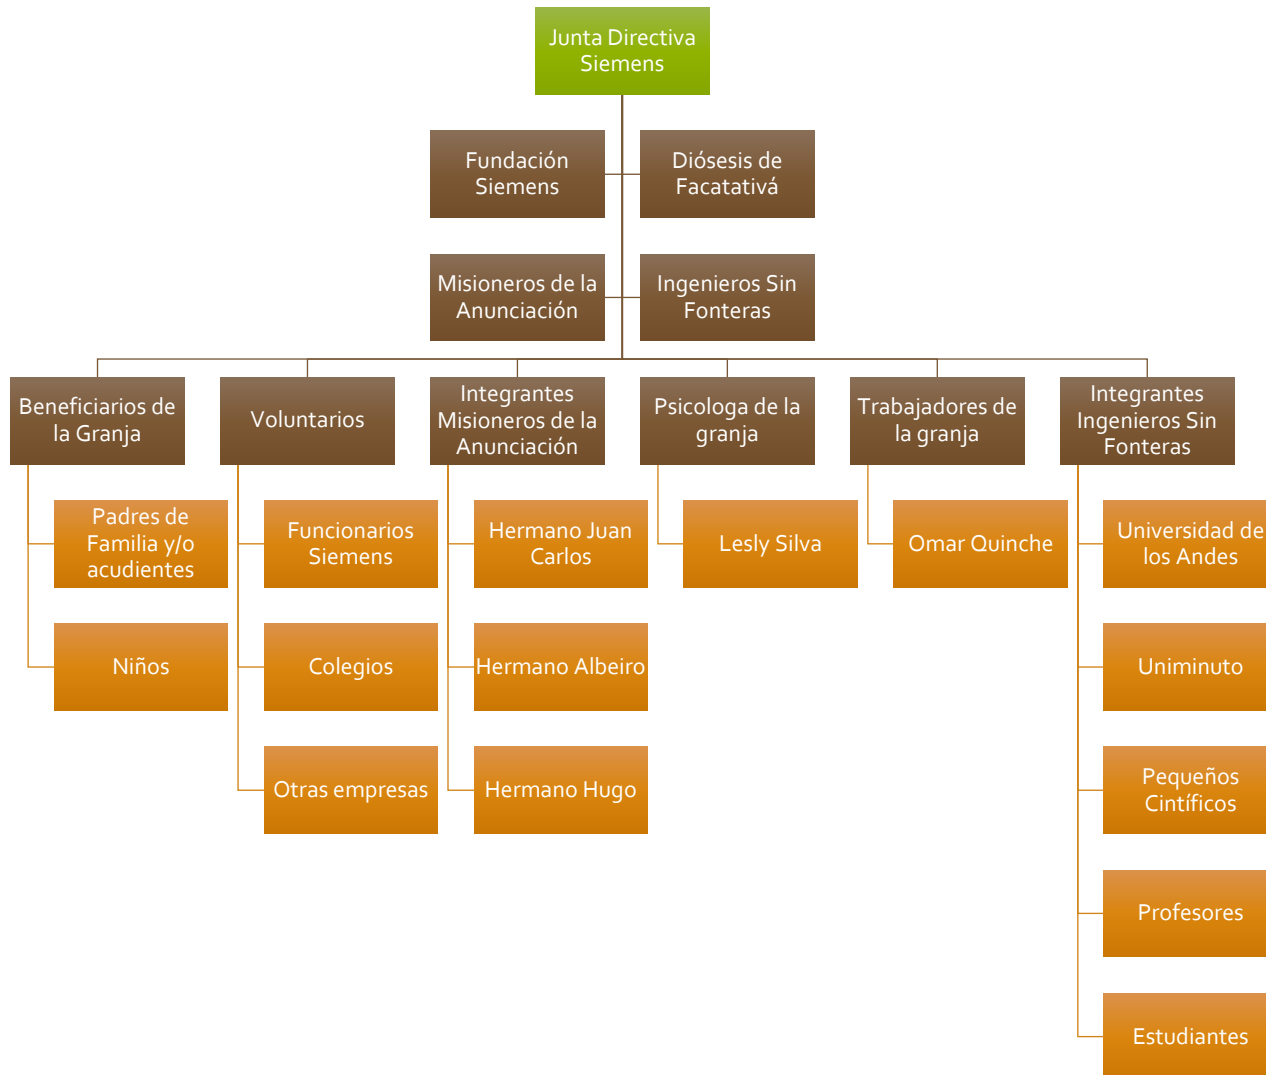 Junta Directiva
Siemens
Fundación
Siemens
Diósesis de
Facatativá
Misioneros de la
Anunciación
Ingenieros Sin
Fonteras
Beneficiarios de
la Granja
Voluntarios
Integrantes
Misioneros de la
Anunciación
Psicologa de la
granja
Trabajadores de
la granja
Integrantes
Ingenieros Sin
Fonteras
Padres de
Familia y/o
acudientes
Niños
Funcionarios
Siemens
Colegios
Otras empresas
Hermano Juan
Carlos
Hermano Albeiro
Hermano Hugo
Lesly Silva
Omar Quinche
Universidad de
los Andes
Uniminuto
Pequeños
Cintíficos
Profesores
Estudiantes